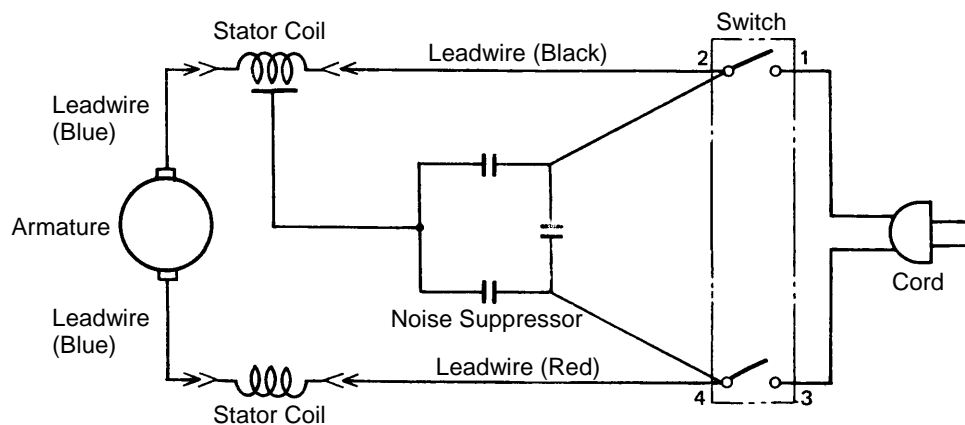 Stator Coil
Switch
Leadwire (Black)
2
1
Leadwire
(Blue)
Armature
Cord
Noise Suppressor
Leadwire
(Blue)
Leadwire (Red)
4
3
Stator Coil